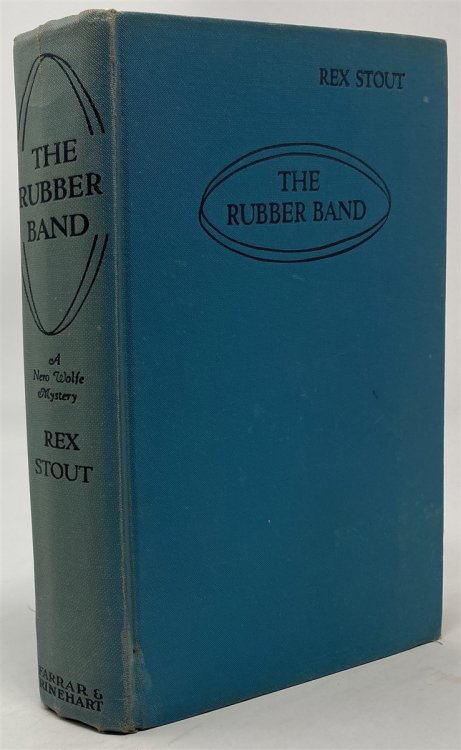 THE
RUBBER
BAND
A
Nero Wolfe
Mystery
REX
STOUT
FARRAR &
RINEHART
REX STOUT
THE
RUBBER BAND